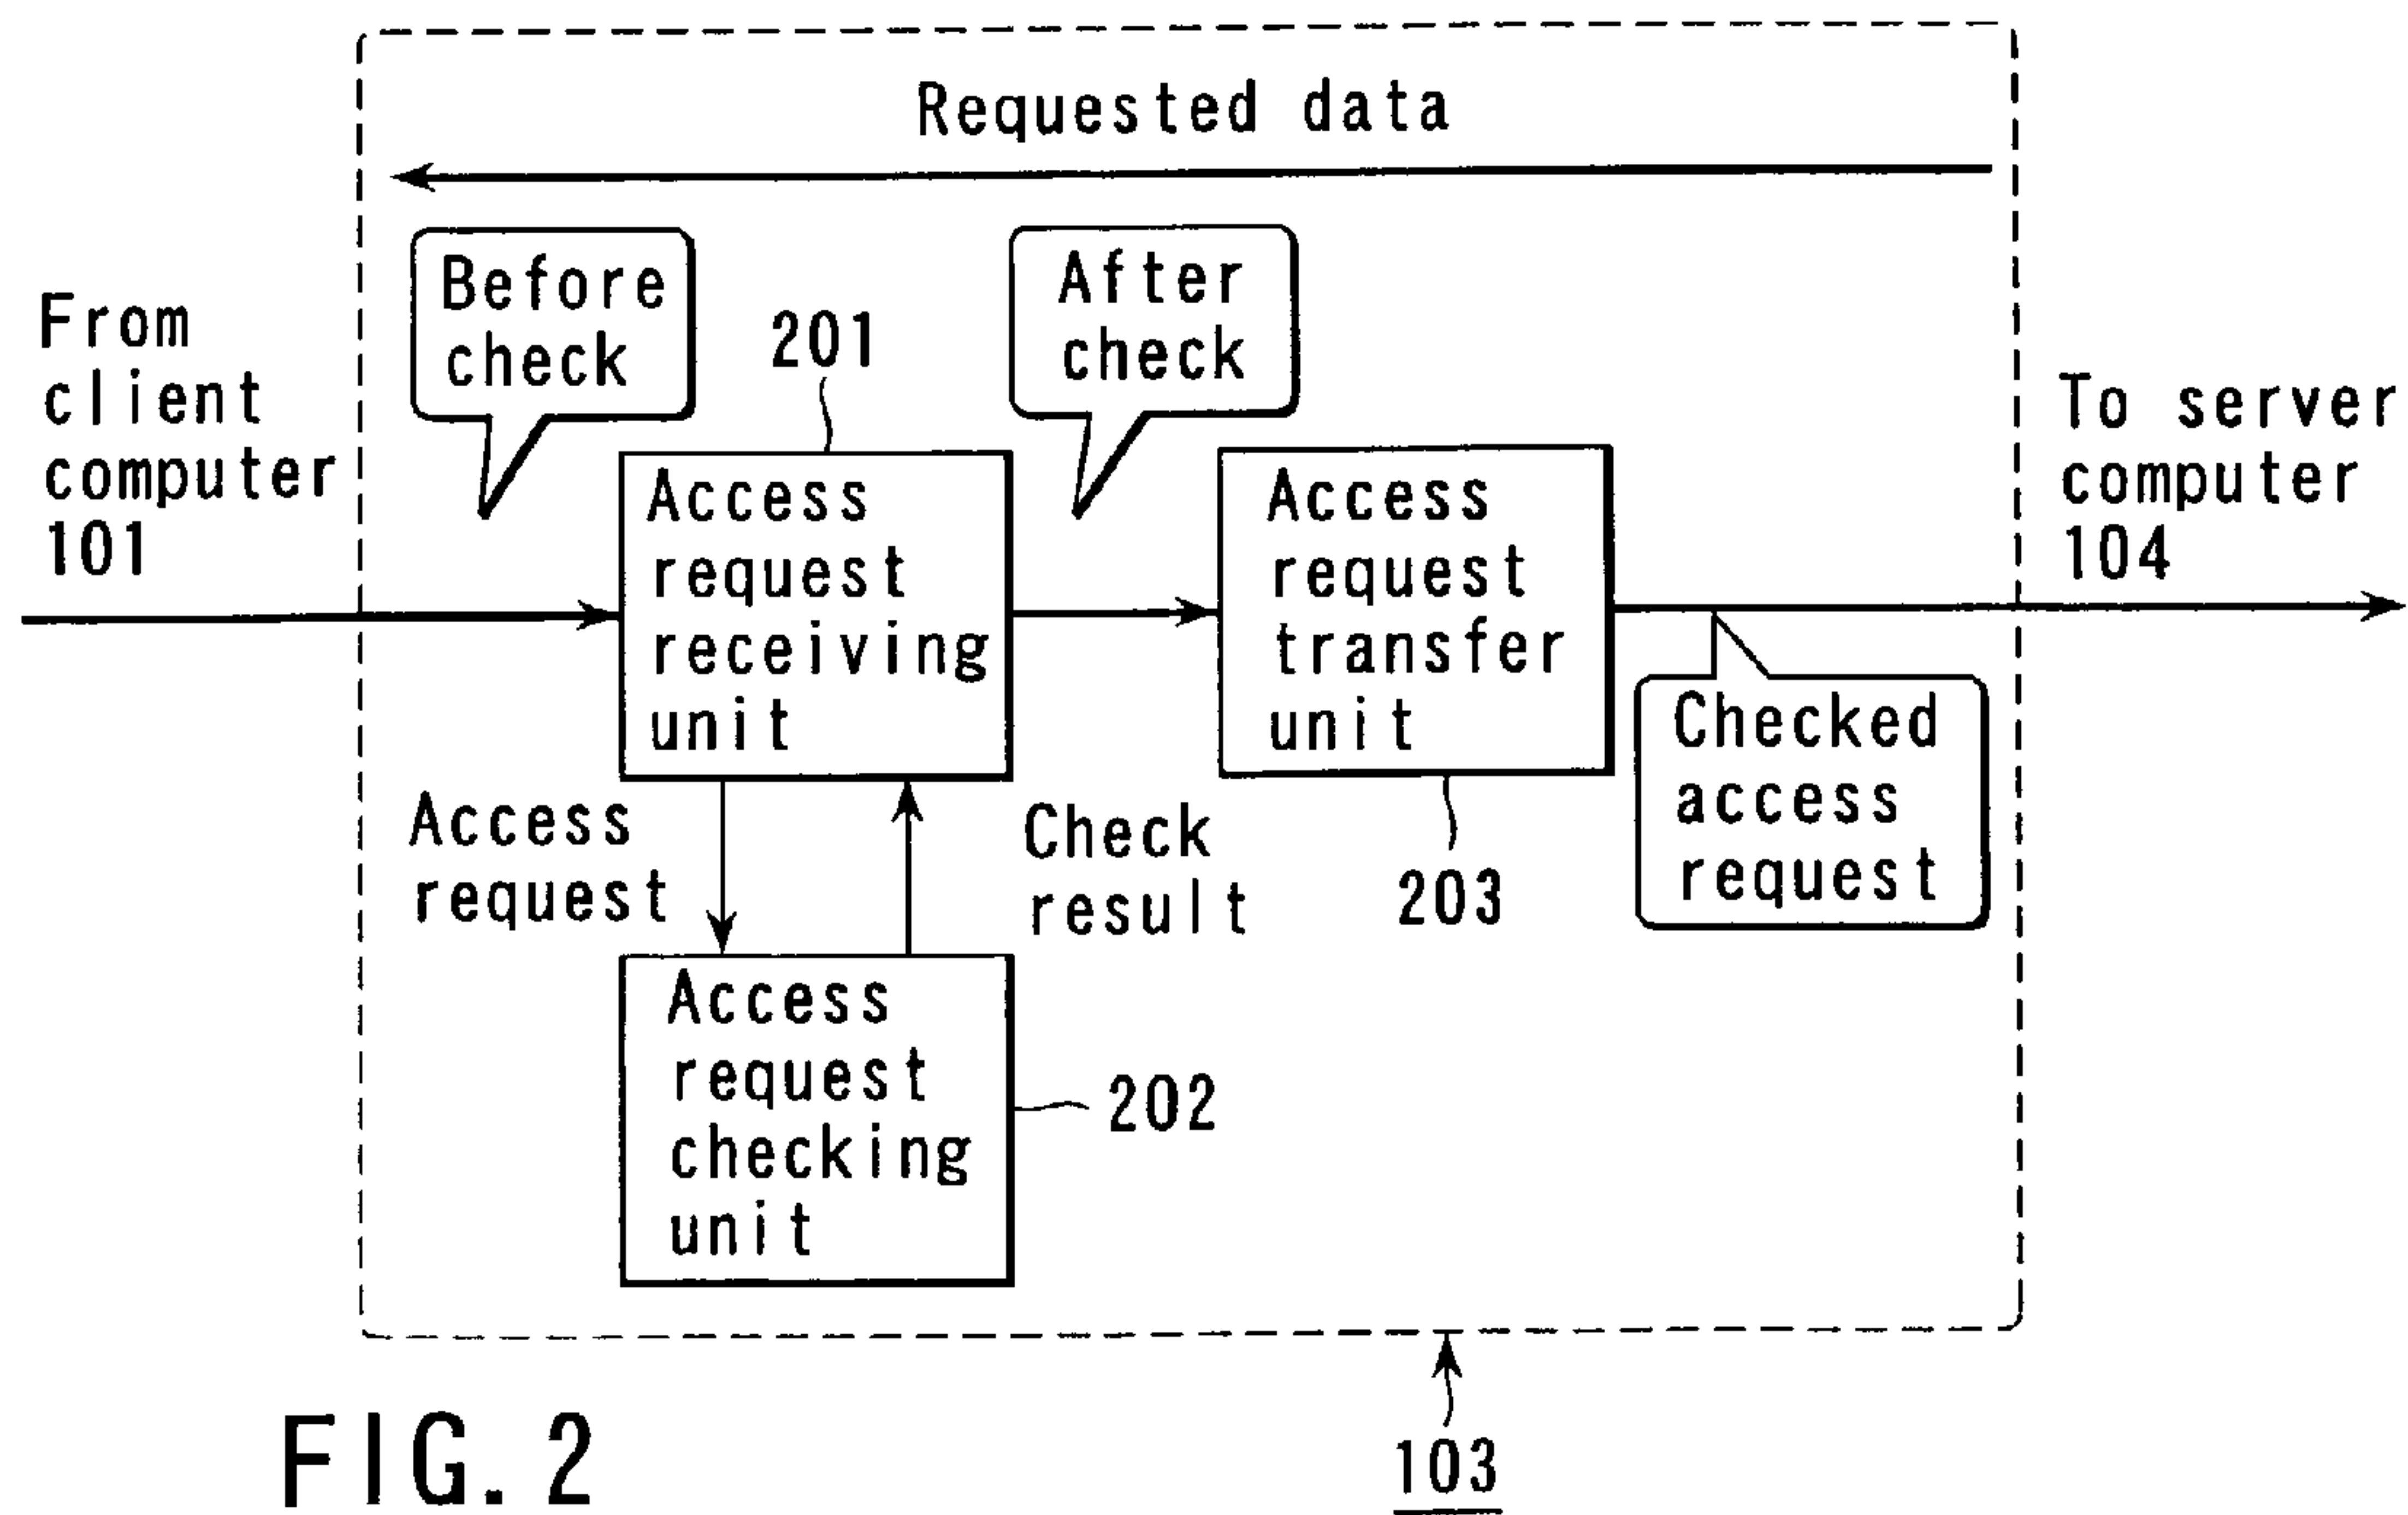 Requested data
Before
check
After
check
From
client
computer
101
201
To server
computer
104
Access
request
receiving
unit
Access
request
transfer
unit
Checked
access
request
Access
request
Check
result
203
Access
request
checking
unit
202
103
FIG. 2